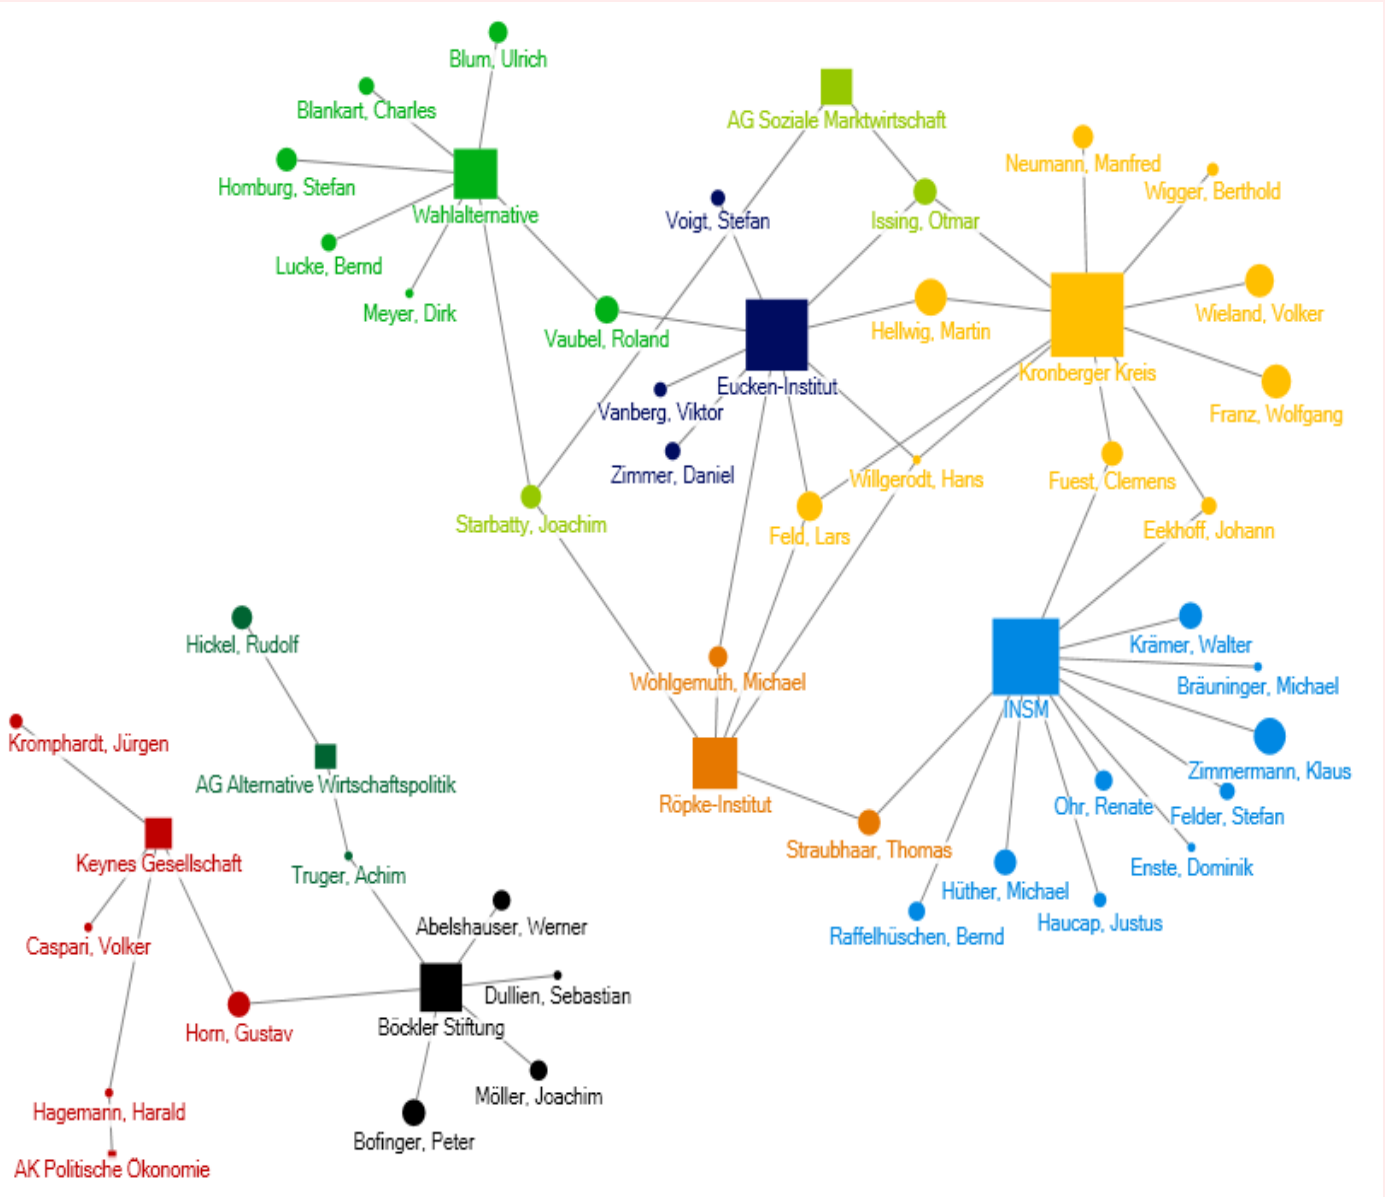 Blum, Ulrich
Blankart, Charles
AG Soziale Marktwirtschaft
Neumann, Manfred
Wigger, Berthold
Homburg, Stefan
Wahlalternative
Voigt, Stefan
Issing, Otmar
Lucke, Bernd
Meyer, Dirk
Vaubel, Roland
Hellwig, Martin
Wieland, Volker
Eucken-Institut
Kronberger Kreis
Vanberg, Viktor
Franz, Wolfgang
Zimmer, Daniel
Willgerodt, Hans
Fuest, Clemens
Starbatty, Joachim
Feld, Lars
Eekhoff, Johann
Hickel, Rudolf
Krämer, Walter
Wohlgemuth, Michael
Bräuninger, Michael
INSM
Kromphardt, Jürgen
Zimmermann, Klaus
AG Alternative Wirtschaftspolitik
Röpke-Institut
Ohr, Renate
Felder, Stefan
Keynes Gesellschaft
Straubhaar, Thomas
Enste, Dominik
Truger, Achim
Hüther, Michael
Haucap, Justus
Abelshauser, Werner
Raffelhüschen, Bernd
Caspari, Volker
Dullien, Sebastian
Horn, Gustav
Böckler Stiftung
Möller, Joachim
Hagemann, Harald
Bofinger, Peter
AK Politische Ökonomie